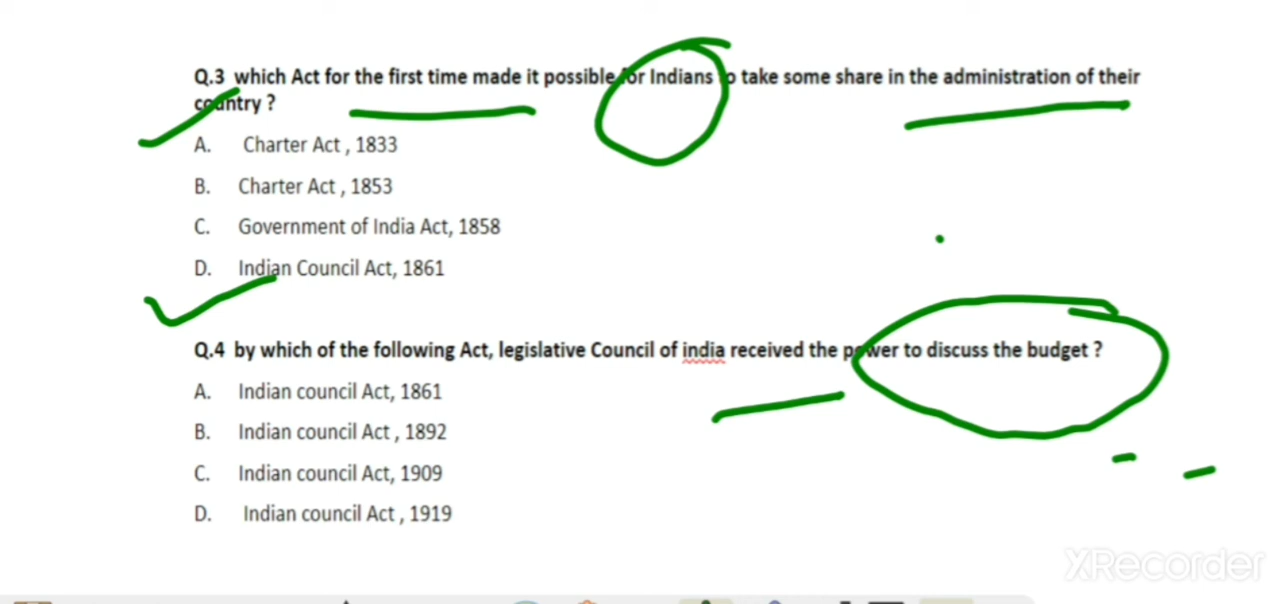 Q.3 which Act for the first time made it possible for Indians to take some share in the administration of their
country ?
A. Charter Act , 1833
B. Charter Act , 1853
C. Government of India Act, 1858
D. Indian Council Act, 1861
Q.4 by which of the following Act, legislative Council of india received the power to discuss the budget ?
A. Indian council Act, 1861
B. Indian council Act , 1892
C. Indian council Act, 1909
D. Indian council Act , 1919
XRecorder